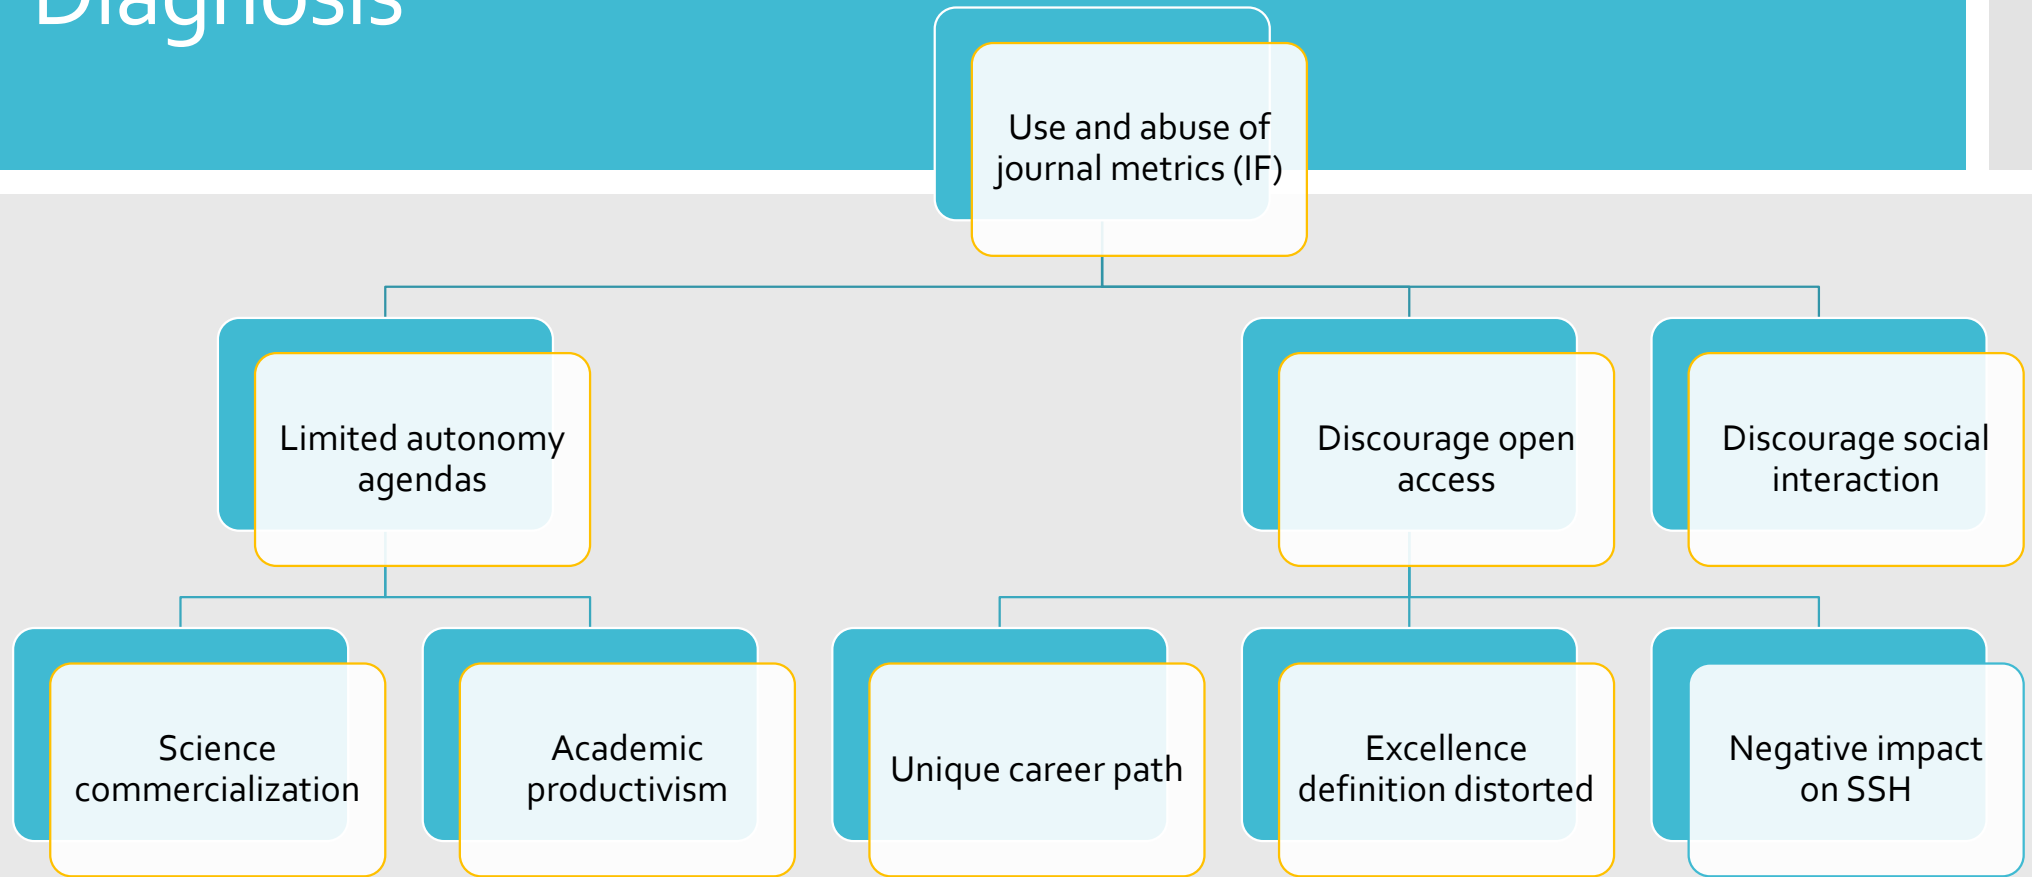 Diagnosis
Use and abuse of
journal metrics (IF)
Limited autonomy
agendas
Discourage open
access
Discourage social
interaction
Science
commercialization
Academic
productivism
Unique career path
Excellence
definition distorted
Negative impact
on SSH